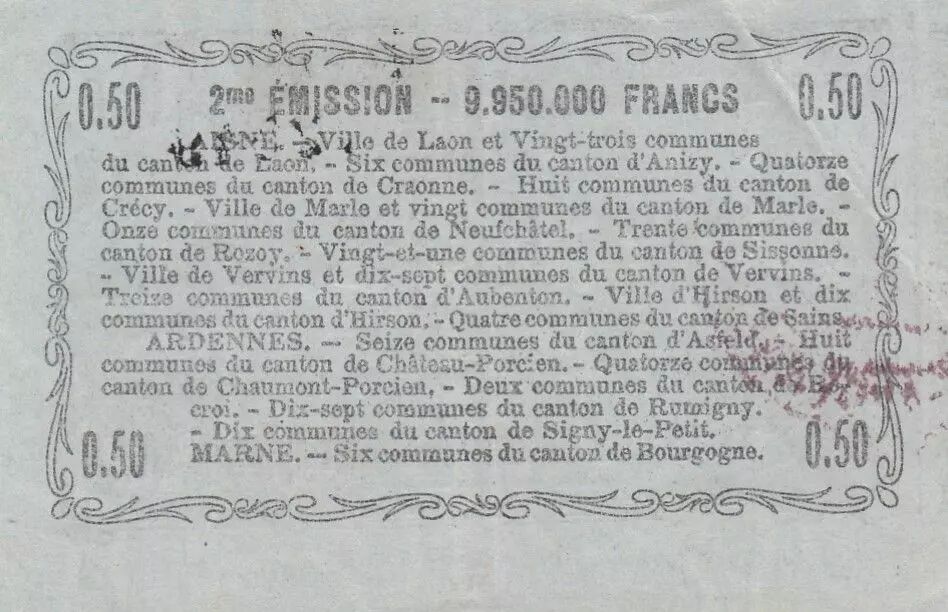 0.50 2me ÉMISSION -- 9.950.000 FRANCS 0.50
AISNE. - Ville de Laon et Vingt-trois communes
du canton de Laon. - Six communes du canton d'Anizy. - Quatorze
communes du canton de Craonne. - Huit communes du canton de
Crécy. - Ville de Marle et vingt communes du canton de Marle. -
Onze communes du canton de Neufchâtel. - Trente communes du
canton de Rozoy. - Vingt-et-une communes du canton de Sissonne.
- Ville de Vervins et dix-sept communes du canton de Vervins. -
Treize communes du canton d'Aubenton. - Ville d'Hirson et dix
communes du canton d'Hirson. - Quatre communes du canton de Sains.
ARDENNES. -- Seize communes du canton d'Asfeld. - Huit
communes du canton de Château-Porcien. - Quatorze communes du
canton de Chaumont-Porcien. - Deux communes du canton de Ro-
croi. - Dix-sept communes du canton de Rumigny.
- Dix communes du canton de Signy-le-Petit.
0.50 MARNE. -- Six communes du canton de Bourgogne. 0.50